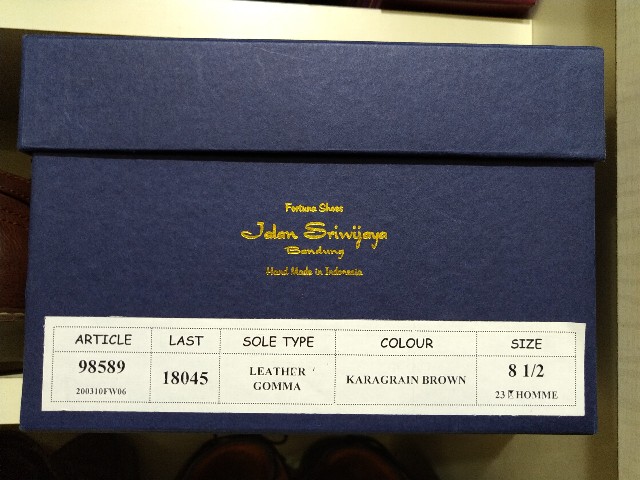 Fortuna Shoes
Jalan Sriwijaya
Bandung
Hand Made in Indonesia
ARTICLE LAST SOLE TYPE COLOUR SIZE
98589 18045 LEATHER GOMMA KARAGRAIN BROWN 8 1/2
200310FW06 HOMME